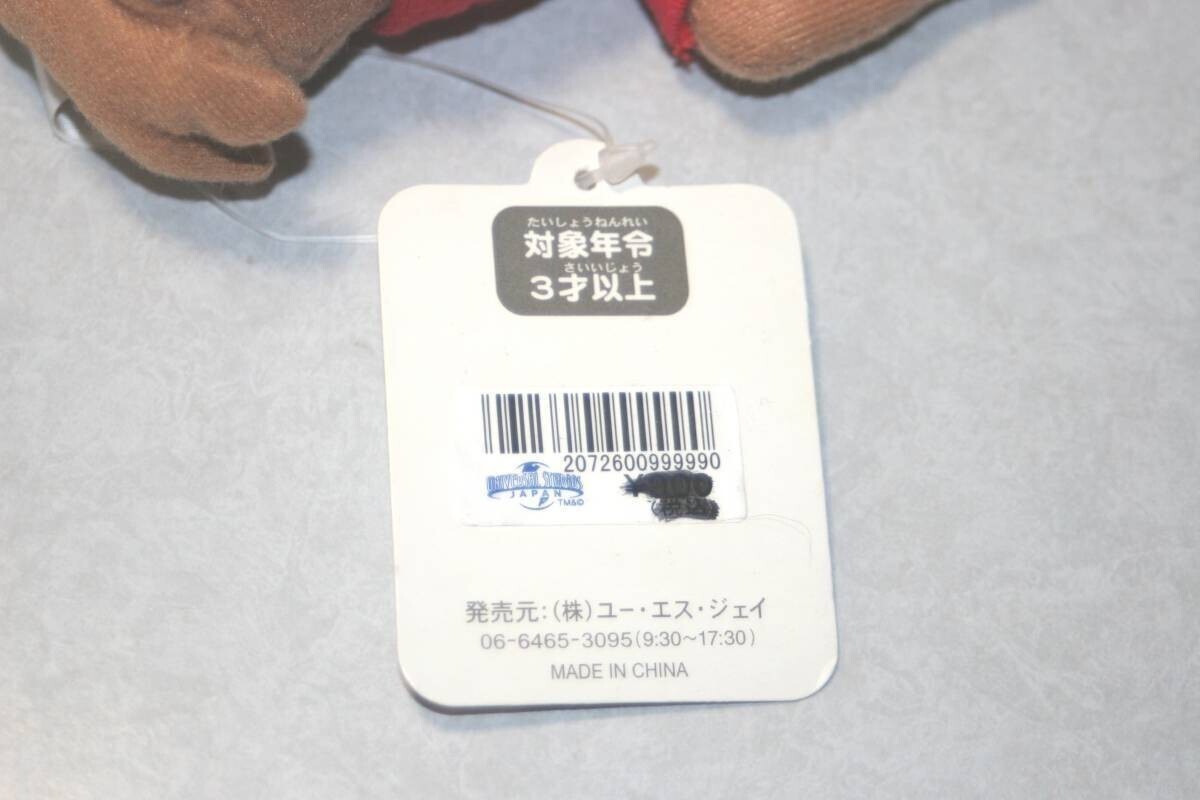 たいしょうねんれい
対象年令
さいいじょう
3才以上
2072600999990
UNIVERSAL STUDIOS
JAPAN
TM&©
発売元:(株)ユー・エス・ジェイ
06-6465-3095(9:30~17:30)
MADE IN CHINA